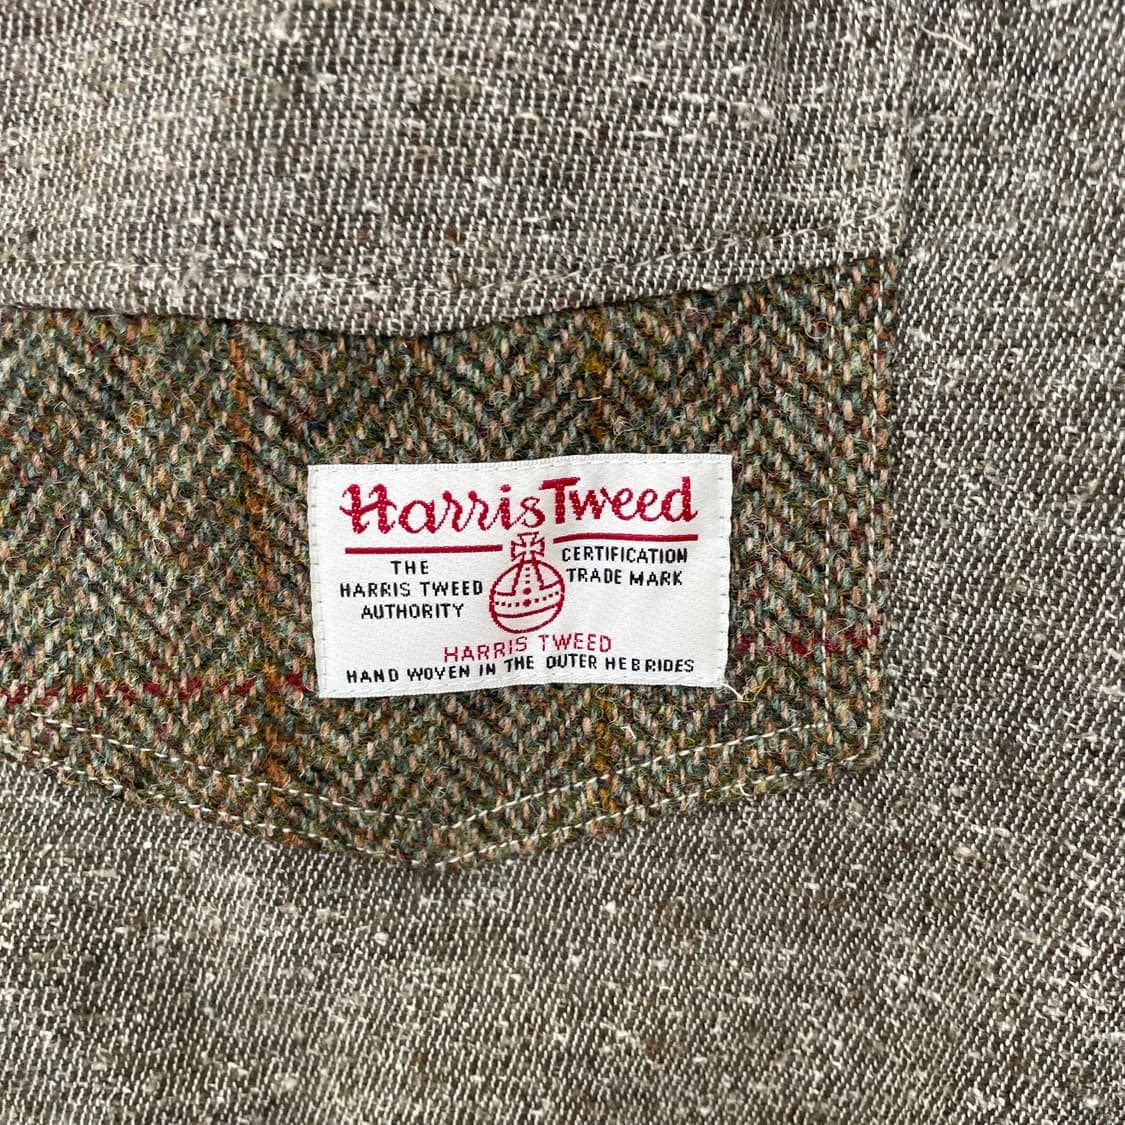 Harris Tweed
THE
HARRIS TWEED
AUTHORITY
CERTIFICATION
TRADE MARK
HARRIS TWEED
HAND WOVEN IN THE OUTER HEBRIDES